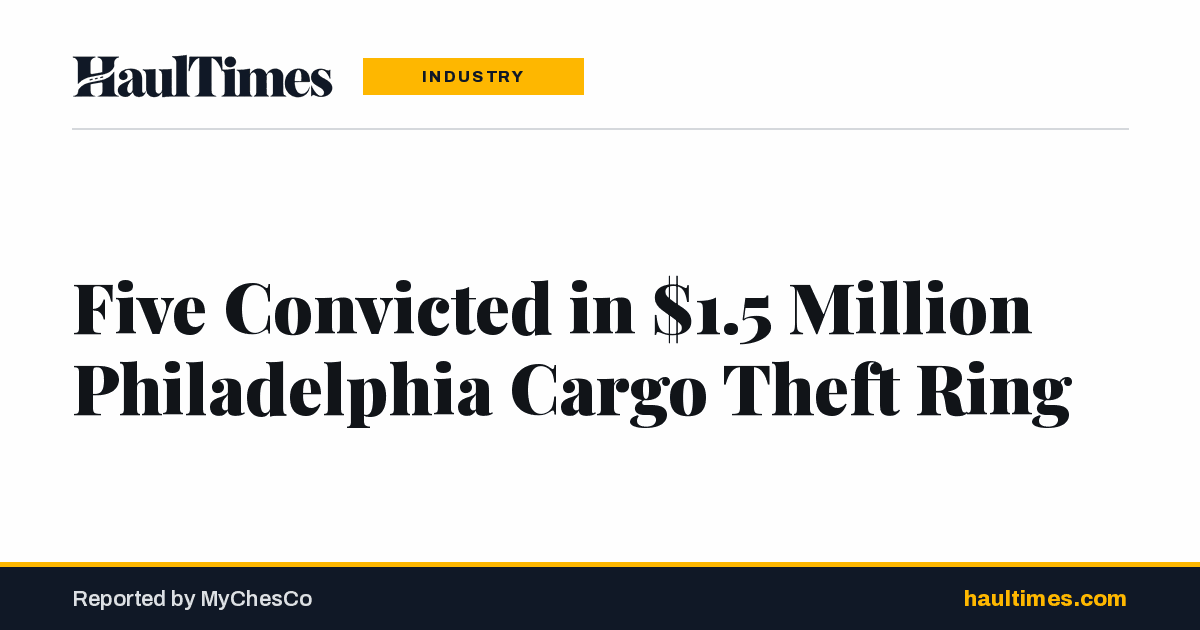 HaulTimes
INDUSTRY
Five Convicted in $1.5 Million
Philadelphia Cargo Theft Ring
Reported by MyChesCo
haultimes.com